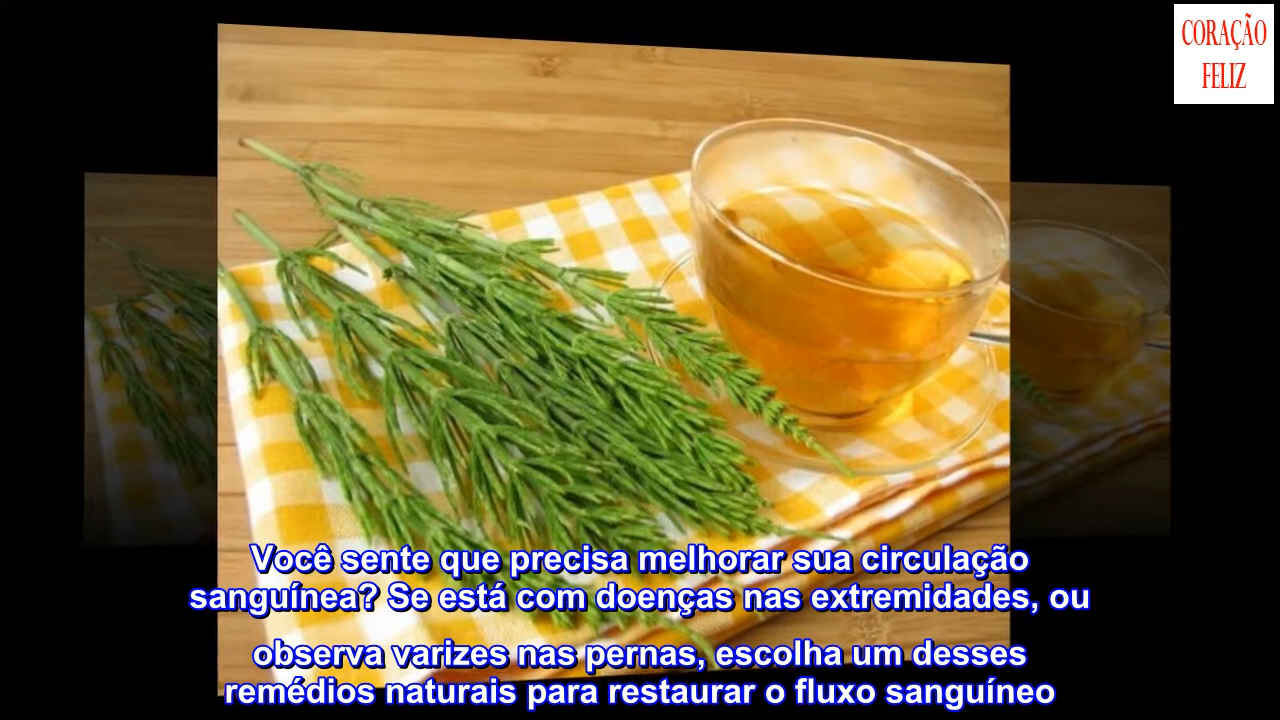 CORAÇÃO
FELIZ
Você sente que precisa melhorar sua circulação
sanguínea? Se está com doenças nas extremidades, ou
observa varizes nas pernas, escolha um desses
remédios naturais para restaurar o fluxo sanguíneo